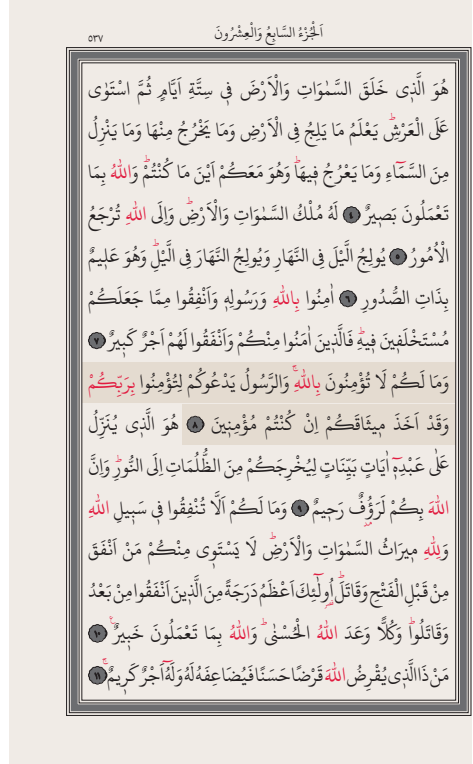 اَلْجُزْءُ السَّابِعُ وَالْعِشْرُونَ
٥٣٧
هُوَ الَّذٖى خَلَقَ السَّمٰوَاتِ وَالْاَرْضَ فٖى سِتَّةِ اَيَّامٍ ثُمَّ اسْتَوٰى
عَلَى الْعَرْشِؕ يَعْلَمُ مَا يَلِجُ فِى الْاَرْضِ وَمَا يَخْرُجُ مِنْهَا وَمَا يَنْزِلُ
مِنَ السَّمَٓاءِ وَمَا يَعْرُجُ فٖيهَاؕ وَهُوَ مَعَكُمْ اَيْنَ مَا كُنْتُمْؕ وَاللّٰهُ بِمَا
تَعْمَلُونَ بَصٖيرٌ ﴿٤﴾ لَهُ مُلْكُ السَّمٰوَاتِ وَالْاَرْضِؕ وَاِلَى اللّٰهِ تُرْجَعُ
الْاُمُورُ ﴿٥﴾ يُولِجُ الَّيْلَ فِى النَّهَارِ وَيُولِجُ النَّهَارَ فِى الَّيْلِؕ وَهُوَ عَلٖيمٌ
بِذَاتِ الصُّدُورِ ﴿٦﴾ اٰمِنُوا بِاللّٰهِ وَرَسُولِهٖ وَاَنْفِقُوا مِمَّا جَعَلَكُمْ
مُسْتَخْلَفٖينَ فٖيهِؕ فَالَّذٖينَ اٰمَنُوا مِنْكُمْ وَاَنْفَقُوا لَهُمْ اَجْرٌ كَبٖيرٌ ﴿٧﴾
وَمَا لَكُمْ لَا تُؤْمِنُونَ بِاللّٰهِۚ وَالرَّسُولُ يَدْعُوكُمْ لِتُؤْمِنُوا بِرَبِّكُمْ
وَقَدْ اَخَذَ مٖيثَاقَكُمْ اِنْ كُنْتُمْ مُؤْمِنٖينَ ﴿٨﴾ هُوَ الَّذٖى يُنَزِّلُ
عَلٰى عَبْدِهٖٓ اٰيَاتٍ بَيِّنَاتٍ لِيُخْرِجَكُمْ مِنَ الظُّلُمَاتِ اِلَى النُّورِؕ وَاِنَّ
اللّٰهَ بِكُمْ لَرَؤُفٌ رَحٖيمٌ ﴿٩﴾ وَمَا لَكُمْ اَلَّا تُنْفِقُوا فٖى سَبٖيلِ اللّٰهِ
وَلِلّٰهِ مٖيرَاثُ السَّمٰوَاتِ وَالْاَرْضِؕ لَا يَسْتَوٖى مِنْكُمْ مَنْ اَنْفَقَ
مِنْ قَبْلِ الْفَتْحِ وَقَاتَلَؕ اُو۬لٰٓئِكَ اَعْظَمُ دَرَجَةً مِنَ الَّذٖينَ اَنْفَقُوا مِنْ بَعْدُ
وَقَاتَلُواؕ وَكُلًّا وَعَدَ اللّٰهُ الْحُسْنٰىؕ وَاللّٰهُ بِمَا تَعْمَلُونَ خَبٖيرٌ ﴿١٠﴾
مَنْ ذَا الَّذٖى يُقْرِضُ اللّٰهَ قَرْضًا حَسَنًا فَيُضَاعِفَهُ لَهُ وَلَهُٓ اَجْرٌ كَرٖيمٌۚ ﴿١١﴾